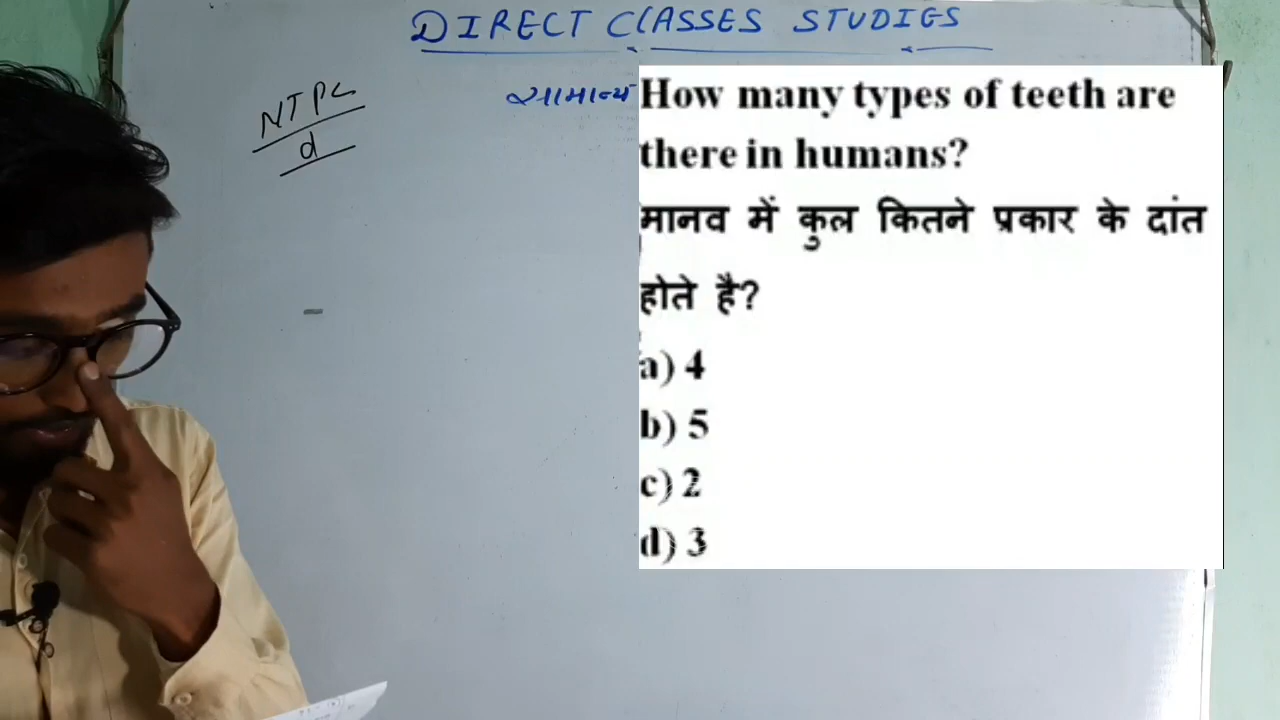 DIRECT CLASSES STUDIGS
NTPC
d
सामान्य
How many types of teeth are
there in humans?
मानव में कुल कितने प्रकार के दांत
होते है?
a) 4
b) 5
c) 2
d) 3